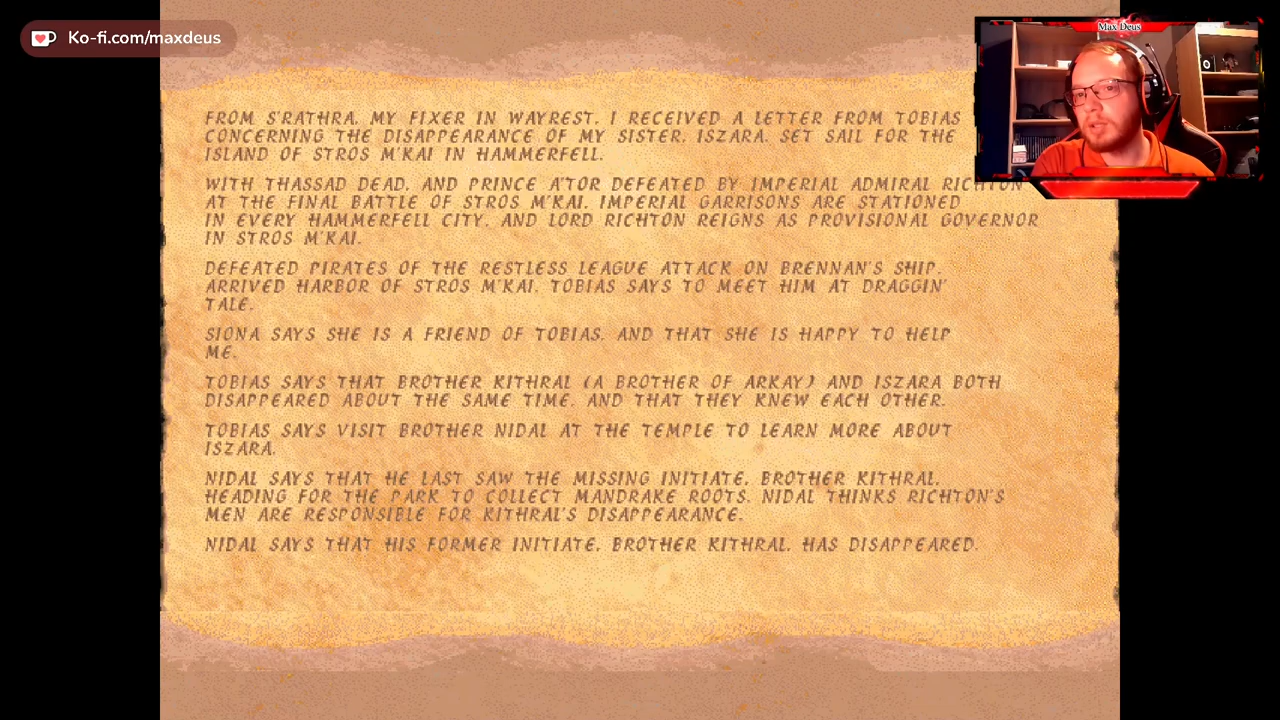 Ko-fi.com/maxdeus
Max Deus
FROM S'RATHRA, MY FIXER IN WAYREST, I RECEIVED A LETTER FROM TOBIAS
CONCERNING THE DISAPPEARANCE OF MY SISTER, ISZARA. SET SAIL FOR THE
ISLAND OF STROS M'KAI IN HAMMERFELL.
WITH THASSAD DEAD, AND PRINCE A'TOR DEFEATED BY IMPERIAL ADMIRAL RICHTON
AT THE FINAL BATTLE OF STROS M'KAI, IMPERIAL GARRISONS ARE STATIONED
IN EVERY HAMMERFELL CITY, AND LORD RICHTON REIGNS AS PROVISIONAL GOVERNOR
IN STROS M'KAI.
DEFEATED PIRATES OF THE RESTLESS LEAGUE ATTACK ON BRENNAN'S SHIP.
ARRIVED HARBOR OF STROS M'KAI. TOBIAS SAYS TO MEET HIM AT DRAGGIN'
TALE.
SIONA SAYS SHE IS A FRIEND OF TOBIAS, AND THAT SHE IS HAPPY TO HELP
ME.
TOBIAS SAYS THAT BROTHER KITHRAL (A BROTHER OF ARKAY) AND ISZARA BOTH
DISAPPEARED ABOUT THE SAME TIME, AND THAT THEY KNEW EACH OTHER.
TOBIAS SAYS VISIT BROTHER NIDAL AT THE TEMPLE TO LEARN MORE ABOUT
ISZARA.
NIDAL SAYS THAT HE LAST SAW THE MISSING INITIATE, BROTHER KITHRAL,
HEADING FOR THE PARK TO COLLECT MANDRAKE ROOTS. NIDAL THINKS RICHTON'S
MEN ARE RESPONSIBLE FOR KITHRAL'S DISAPPEARANCE.
NIDAL SAYS THAT HIS FORMER INITIATE, BROTHER KITHRAL, HAS DISAPPEARED.